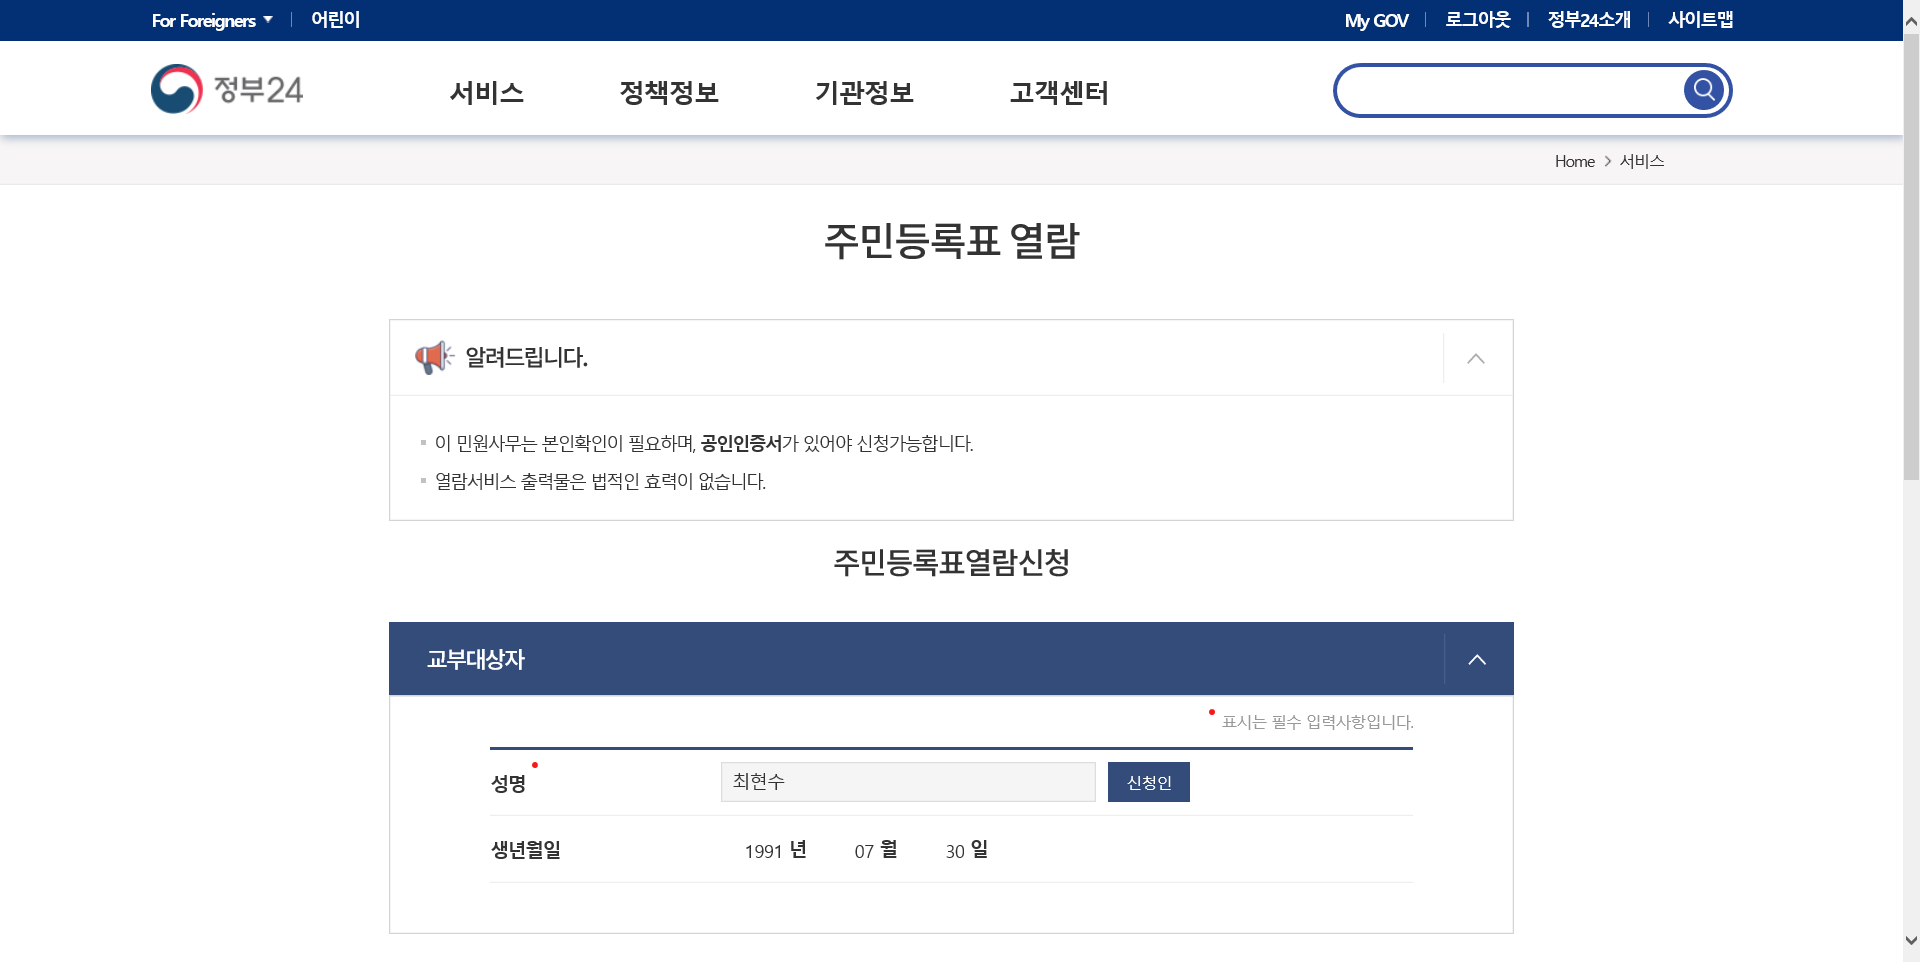 For Foreigners 어린이 My GOV 로그아웃 정부24소개 사이트맵
정부24 서비스 정책정보 기관정보 고객센터
Home > 서비스
주민등록표 열람
알려드립니다.
이 민원사무는 본인확인이 필요하며, 공인인증서가 있어야 신청가능합니다.
열람서비스 출력물은 법적인 효력이 없습니다.
주민등록표열람신청
교부대상자
표시는 필수 입력사항입니다.
성명 최현수 신청인
생년월일 1991 년 07 월 30 일